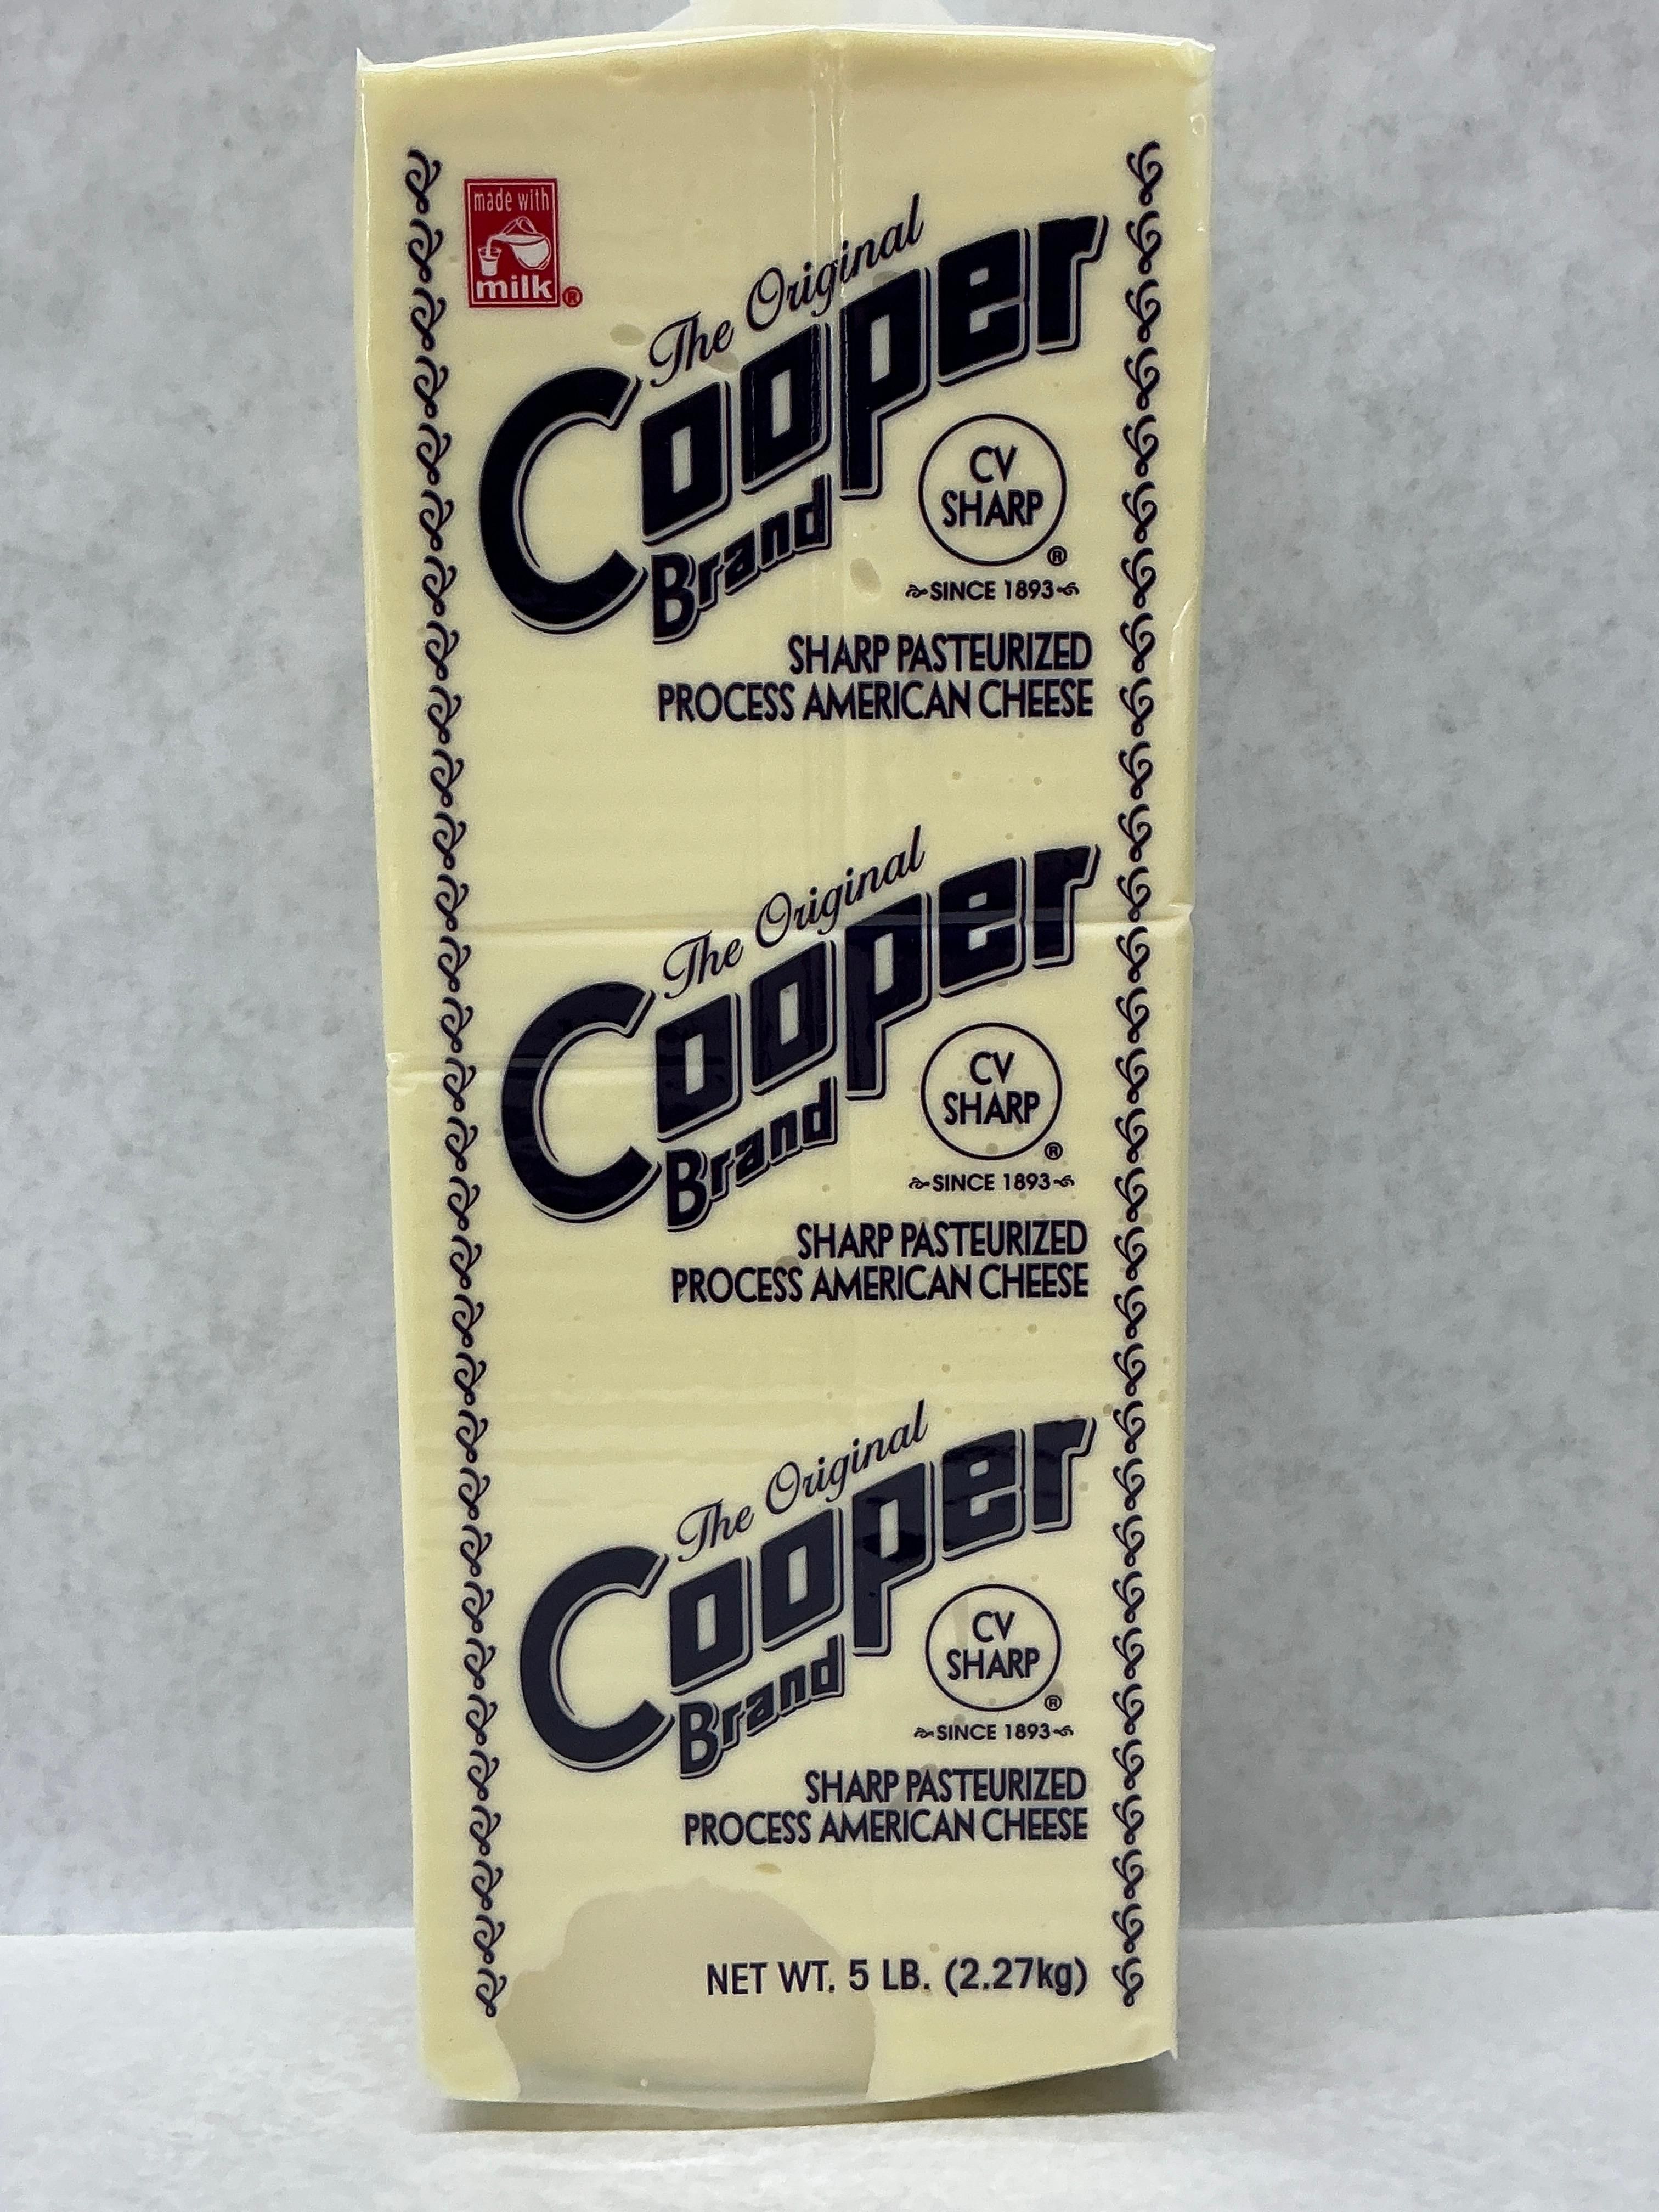 made with
milk®
The Original
Cooper
Brand
CV
SHARP
®
SINCE 1893
SHARP PASTEURIZED
PROCESS AMERICAN CHEESE
The Original
Cooper
Brand
CV
SHARP
®
SINCE 1893
SHARP PASTEURIZED
PROCESS AMERICAN CHEESE
The Original
Cooper
Brand
CV
SHARP
®
SINCE 1893
SHARP PASTEURIZED
PROCESS AMERICAN CHEESE
NET WT. 5 LB. (2.27kg)